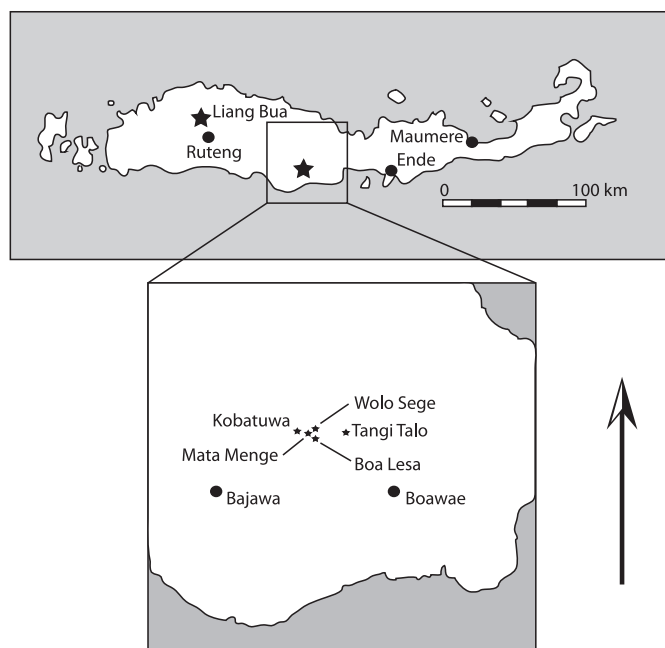 Liang Bua
Ruteng
Maumere
Ende
0 100 km
Wolo Sege
Kobatuwa
Tangi Talo
Mata Menge
Boa Lesa
Bajawa
Boawae